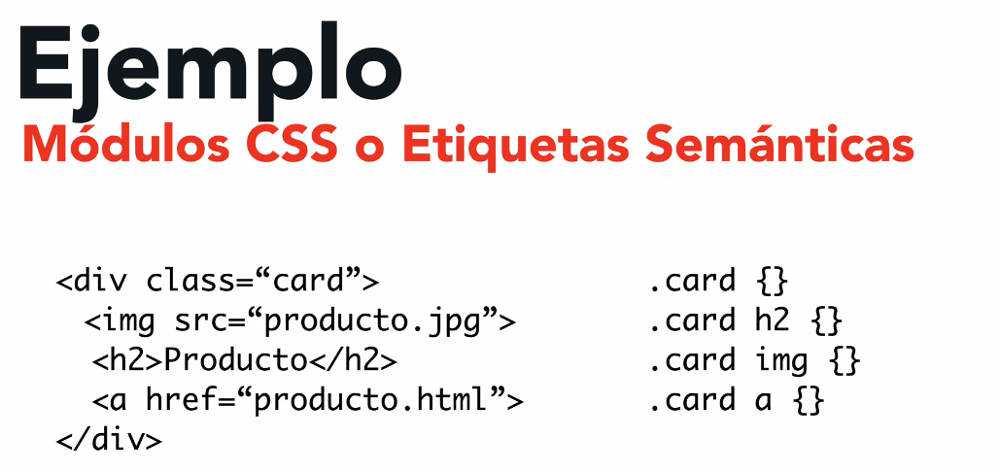 Ejemplo
Módulos CSS o Etiquetas Semánticas
<div class=“card”>
<img src=“producto.jpg”>
<h2>Producto</h2>
<a href=“producto.html”>
</div>
.card {}
.card h2 {}
.card img {}
.card a {}